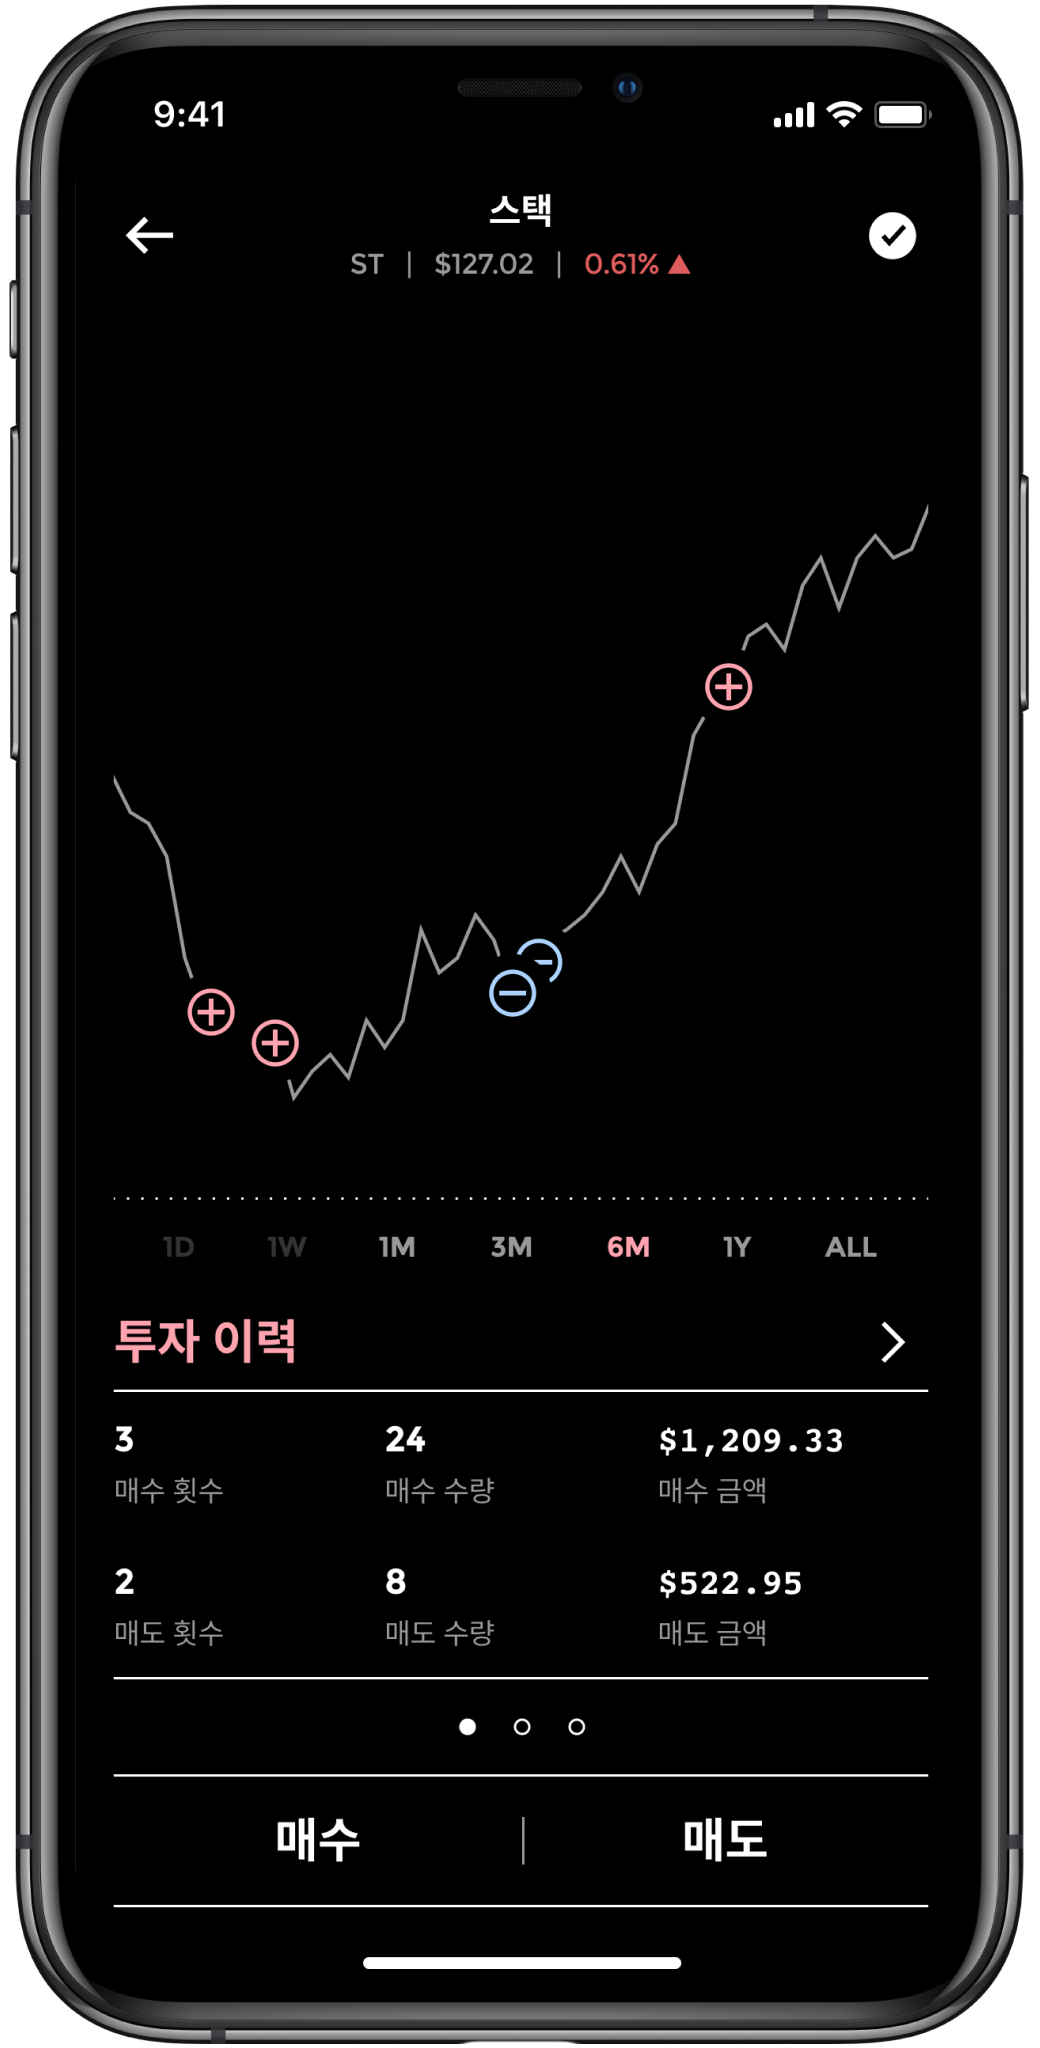 9:41
스택
ST | $127.02 | 0.61% ▲
1D 1W 1M 3M 6M 1Y ALL
투자 이력
3 24 $1,209.33
매수 횟수 매수 수량 매수 금액
2 8 $522.95
매도 횟수 매도 수량 매도 금액
매수 | 매도